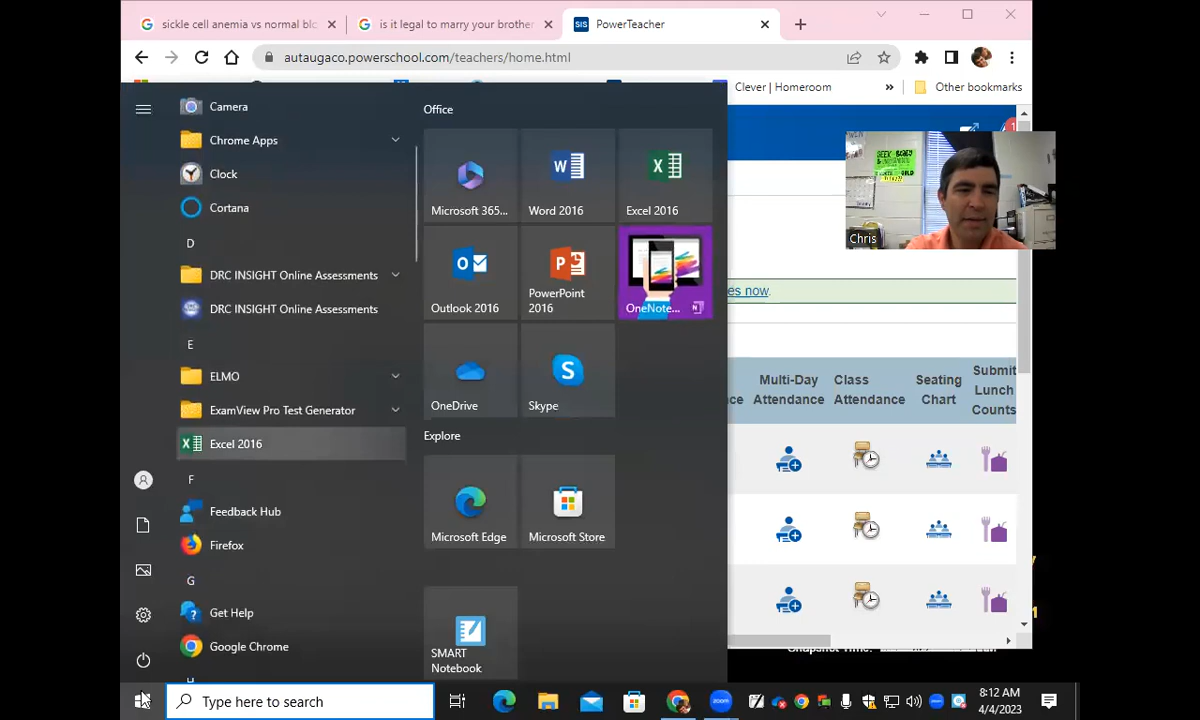 sickle cell anemia vs normal blo
is it legal to marry your brother
SIS PowerTeacher
autaugaco.powerschool.com/teachers/home.html
Clever | Homeroom
»
Other bookmarks
Camera
Chrome Apps
Clock
Cortana
D
DRC INSIGHT Online Assessments
DRC INSIGHT Online Assessments
E
ELMO
ExamView Pro Test Generator
Excel 2016
F
Feedback Hub
Firefox
G
Get Help
Google Chrome
Office
Microsoft 365...
Word 2016
Excel 2016
Outlook 2016
PowerPoint
2016
OneNote...
OneDrive
Skype
Explore
Microsoft Edge
Microsoft Store
SMART
Notebook
Chris
es now.
Multi-Day
Attendance
Class
Attendance
Seating
Chart
Submit
Lunch
Counts
Type here to search
8:12 AM
4/4/2023